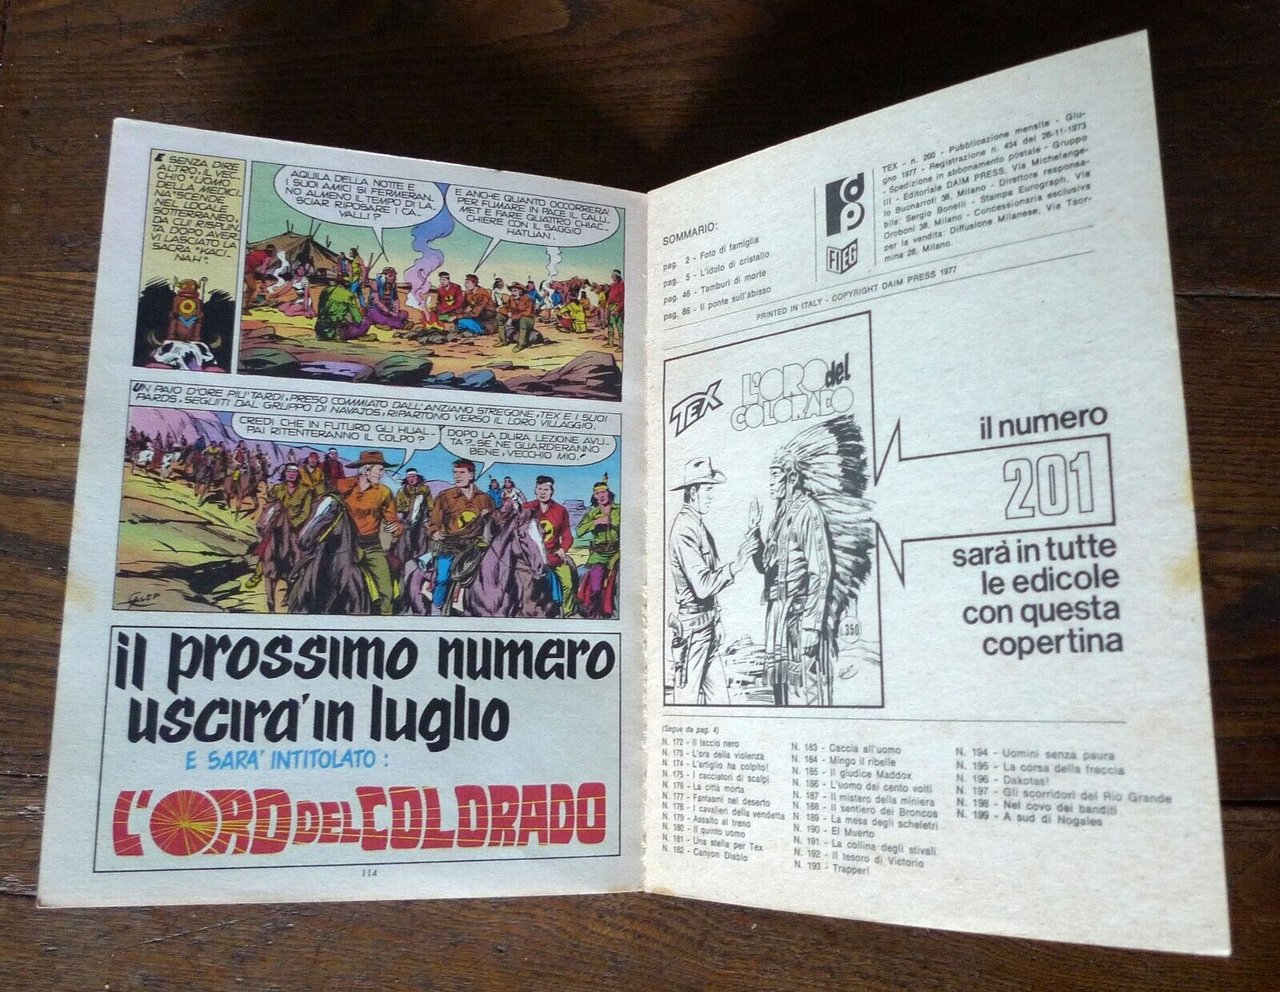 SENZA DIRE
ALTRO, IL VEC-
CHIO "UOMO
DELLA MEDICI-
NA" SCENDE
NEL LOCALE
SOTTERRANEO,
DA CUI RISPUN-
TA DOPO AVER-
VI LASCIATO LA
SACRA "KACI-
NAH".
AQUILA DELLA NOTTE E
I SUOI AMICI SI FERMERAN-
NO ALMENO IL TEMPO DI LA-
SCIAR RIPOSARE I CA-
VALLI?
E ANCHE QUANTO OCCORRERA'
PER FUMARE IN PACE IL CALU-
MET E FARE QUATTRO CHIAC-
CHIERE CON IL SAGGIO
HATUAN.
UN PAIO D'ORE PIU' TARDI, PRESO COMMIATO DALL'ANZIANO STREGONE, TEX E I SUOI
PARDS, SEGUITI DAL GRUPPO DI NAVAJOS, RIPARTONO VERSO IL LORO VILLAGGIO.
CREDI CHE IN FUTURO GLI HUAL-
PAI RITENTERANNO IL COLPO?
DOPO LA DURA LEZIONE AVU-
TA?. SE NE GUARDERANNO
BENE, VECCHIO MIO.
GALEP
il prossimo numero
uscira' in luglio
E SARA' INTITOLATO :
L'ORO DEL COLORADO
114
SOMMARIO:
pag. 2 - Foto di famiglia
pag. 5 - L'idolo di cristallo
pag. 46 - Tamburi di morte
pag. 86 - Il ponte sull'abisso
dp
FIEG
TEX - n. 200 - Pubblicazione mensile - Giu-
gno 1977 - Registrazione n. 434 del 26-11-1973
- Spedizione in abbonamento postale - Gruppo
III - Editoriale DAIM PRESS, Via Michelange-
lo Buonarroti 38, Milano - Direttore responsa-
bile: Sergio Bonelli - Stampa Eurograph, Via
Oroboni 38, Milano - Concessionaria esclusiva
per la vendita: Diffusione Milanese, Via Taor-
mina 28, Milano.
PRINTED IN ITALY - COPYRIGHT DAIM PRESS 1977
TEX
L'ORO del
COLORADO
L.350
il numero
201
sarà in tutte
le edicole
con questa
copertina
(Segue da pag. 4)
N. 172 - Il laccio nero
N. 173 - L'ora della violenza
N. 174 - L'artiglio ha colpito!
N. 175 - I cacciatori di scalpi
N. 176 - La città morta
N. 177 - Fantasmi nel deserto
N. 178 - I cavalieri della vendetta
N. 179 - Assalto al treno
N. 180 - Il quinto uomo
N. 181 - Una stella per Tex
N. 182 - Canyon Diablo
N. 183 - Caccia all'uomo
N. 184 - Mingo il ribelle
N. 185 - Il giudice Maddox
N. 186 - L'uomo dai cento volti
N. 187 - Il mistero della miniera
N. 188 - Il sentiero dei Broncos
N. 189 - La mesa degli scheletri
N. 190 - El Muerto
N. 191 - La collina degli stivali
N. 192 - Il tesoro di Victorio
N. 193 - Trapper!
N. 194 - Uomini senza paura
N. 195 - La corsa della freccia
N. 196 - Dakotas!
N. 197 - Gli scorridori del Rio Grande
N. 198 - Nel covo dei banditi
N. 199 - A sud di Nogales